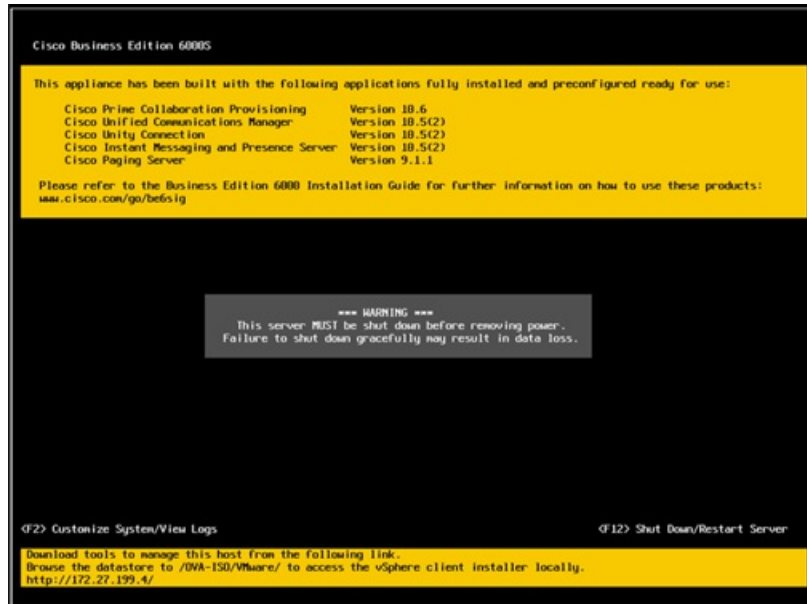 Cisco Business Edition 6000S
This appliance has been built with the following applications fully installed and preconfigured ready for use:
Cisco Prime Collaboration Provisioning Version 10.6
Cisco Unified Communications Manager Version 10.5(2)
Cisco Unity Connection Version 10.5(2)
Cisco Instant Messaging and Presence Server Version 10.5(2)
Cisco Paging Server Version 9.1.1
Please refer to the Business Edition 6000 Installation Guide for further information on how to use these products:
www.cisco.com/go/be6sig
=== WARNING ===
This server MUST be shut down before removing power.
Failure to shut down gracefully may result in data loss.
<F2> Customize System/View Logs
<F12> Shut Down/Restart Server
Download tools to manage this host from the following link.
Browse the datastore to /OVA-ISO/VMware/ to access the vSphere client installer locally.
http://172.27.199.4/